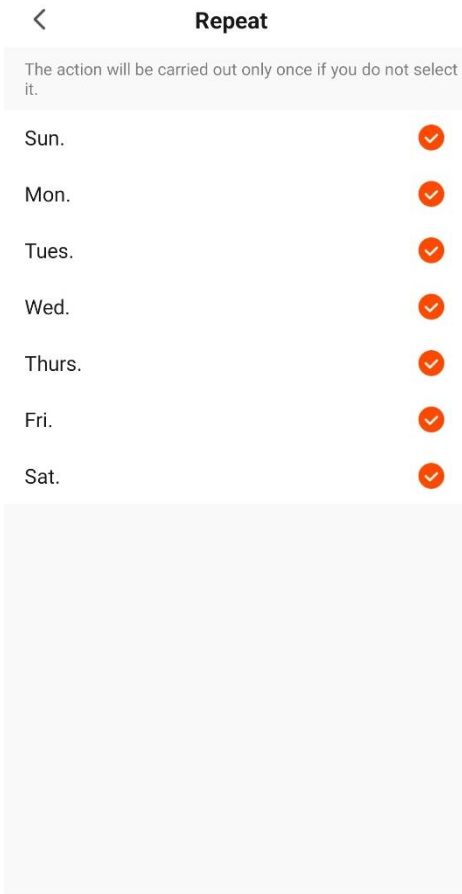 Repeat
The action will be carried out only once if you do not select
it.
Sun.
Mon.
Tues.
Wed.
Thurs.
Fri.
Sat.